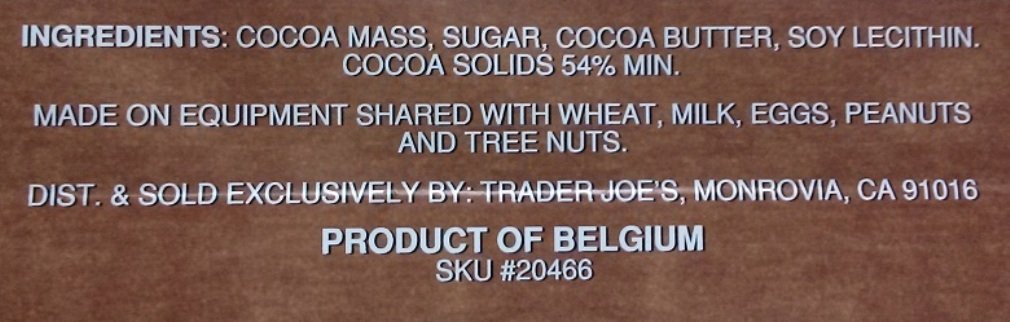 INGREDIENTS: COCOA MASS, SUGAR, COCOA BUTTER, SOY LECITHIN.
COCOA SOLIDS 54% MIN.
MADE ON EQUIPMENT SHARED WITH WHEAT, MILK, EGGS, PEANUTS
AND TREE NUTS.
DIST. & SOLD EXCLUSIVELY BY: TRADER JOE'S, MONROVIA, CA 91016
PRODUCT OF BELGIUM
SKU #20466